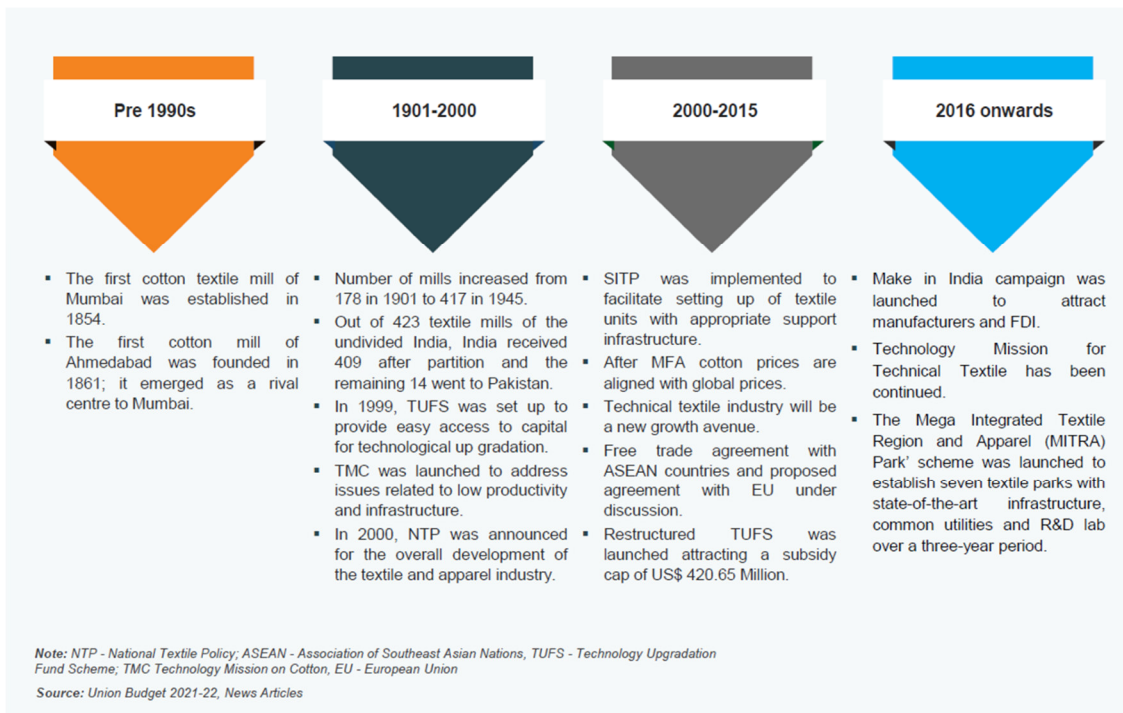 Pre 1990s
The first cotton textile mill of
Mumbai was established in
1854.
The first cotton mill of
Ahmedabad was founded in
1861; it emerged as a rival
centre to Mumbai.
1901-2000
Number of mills increased from
178 in 1901 to 417 in 1945.
Out of 423 textile mills of the
undivided India, India received
409 after partition and the
remaining 14 went to Pakistan.
In 1999, TUFS was set up to
provide easy access to capital
for technological up gradation.
TMC was launched to address
issues related to low productivity
and infrastructure.
In 2000, NTP was announced
for the overall development of
the textile and apparel industry.
2000-2015
SITP was implemented to
facilitate setting up of textile
units with appropriate support
infrastructure.
After MFA cotton prices are
aligned with global prices.
Technical textile industry will be
a new growth avenue.
Free trade agreement with
ASEAN countries and proposed
agreement with EU under
discussion.
Restructured TUFS was
launched attracting a subsidy
cap of US$ 420.65 Million.
2016 onwards
Make in India campaign was
launched to attract
manufacturers and FDI.
Technology Mission for
Technical Textile has been
continued.
The Mega Integrated Textile
Region and Apparel (MITRA)
Park' scheme was launched to
establish seven textile parks with
state-of-the-art infrastructure,
common utilities and R&D lab
over a three-year period.
Note: NTP - National Textile Policy; ASEAN - Association of Southeast Asian Nations, TUFS - Technology Upgradation
Fund Scheme; TMC Technology Mission on Cotton, EU - European Union
Source: Union Budget 2021-22, News Articles